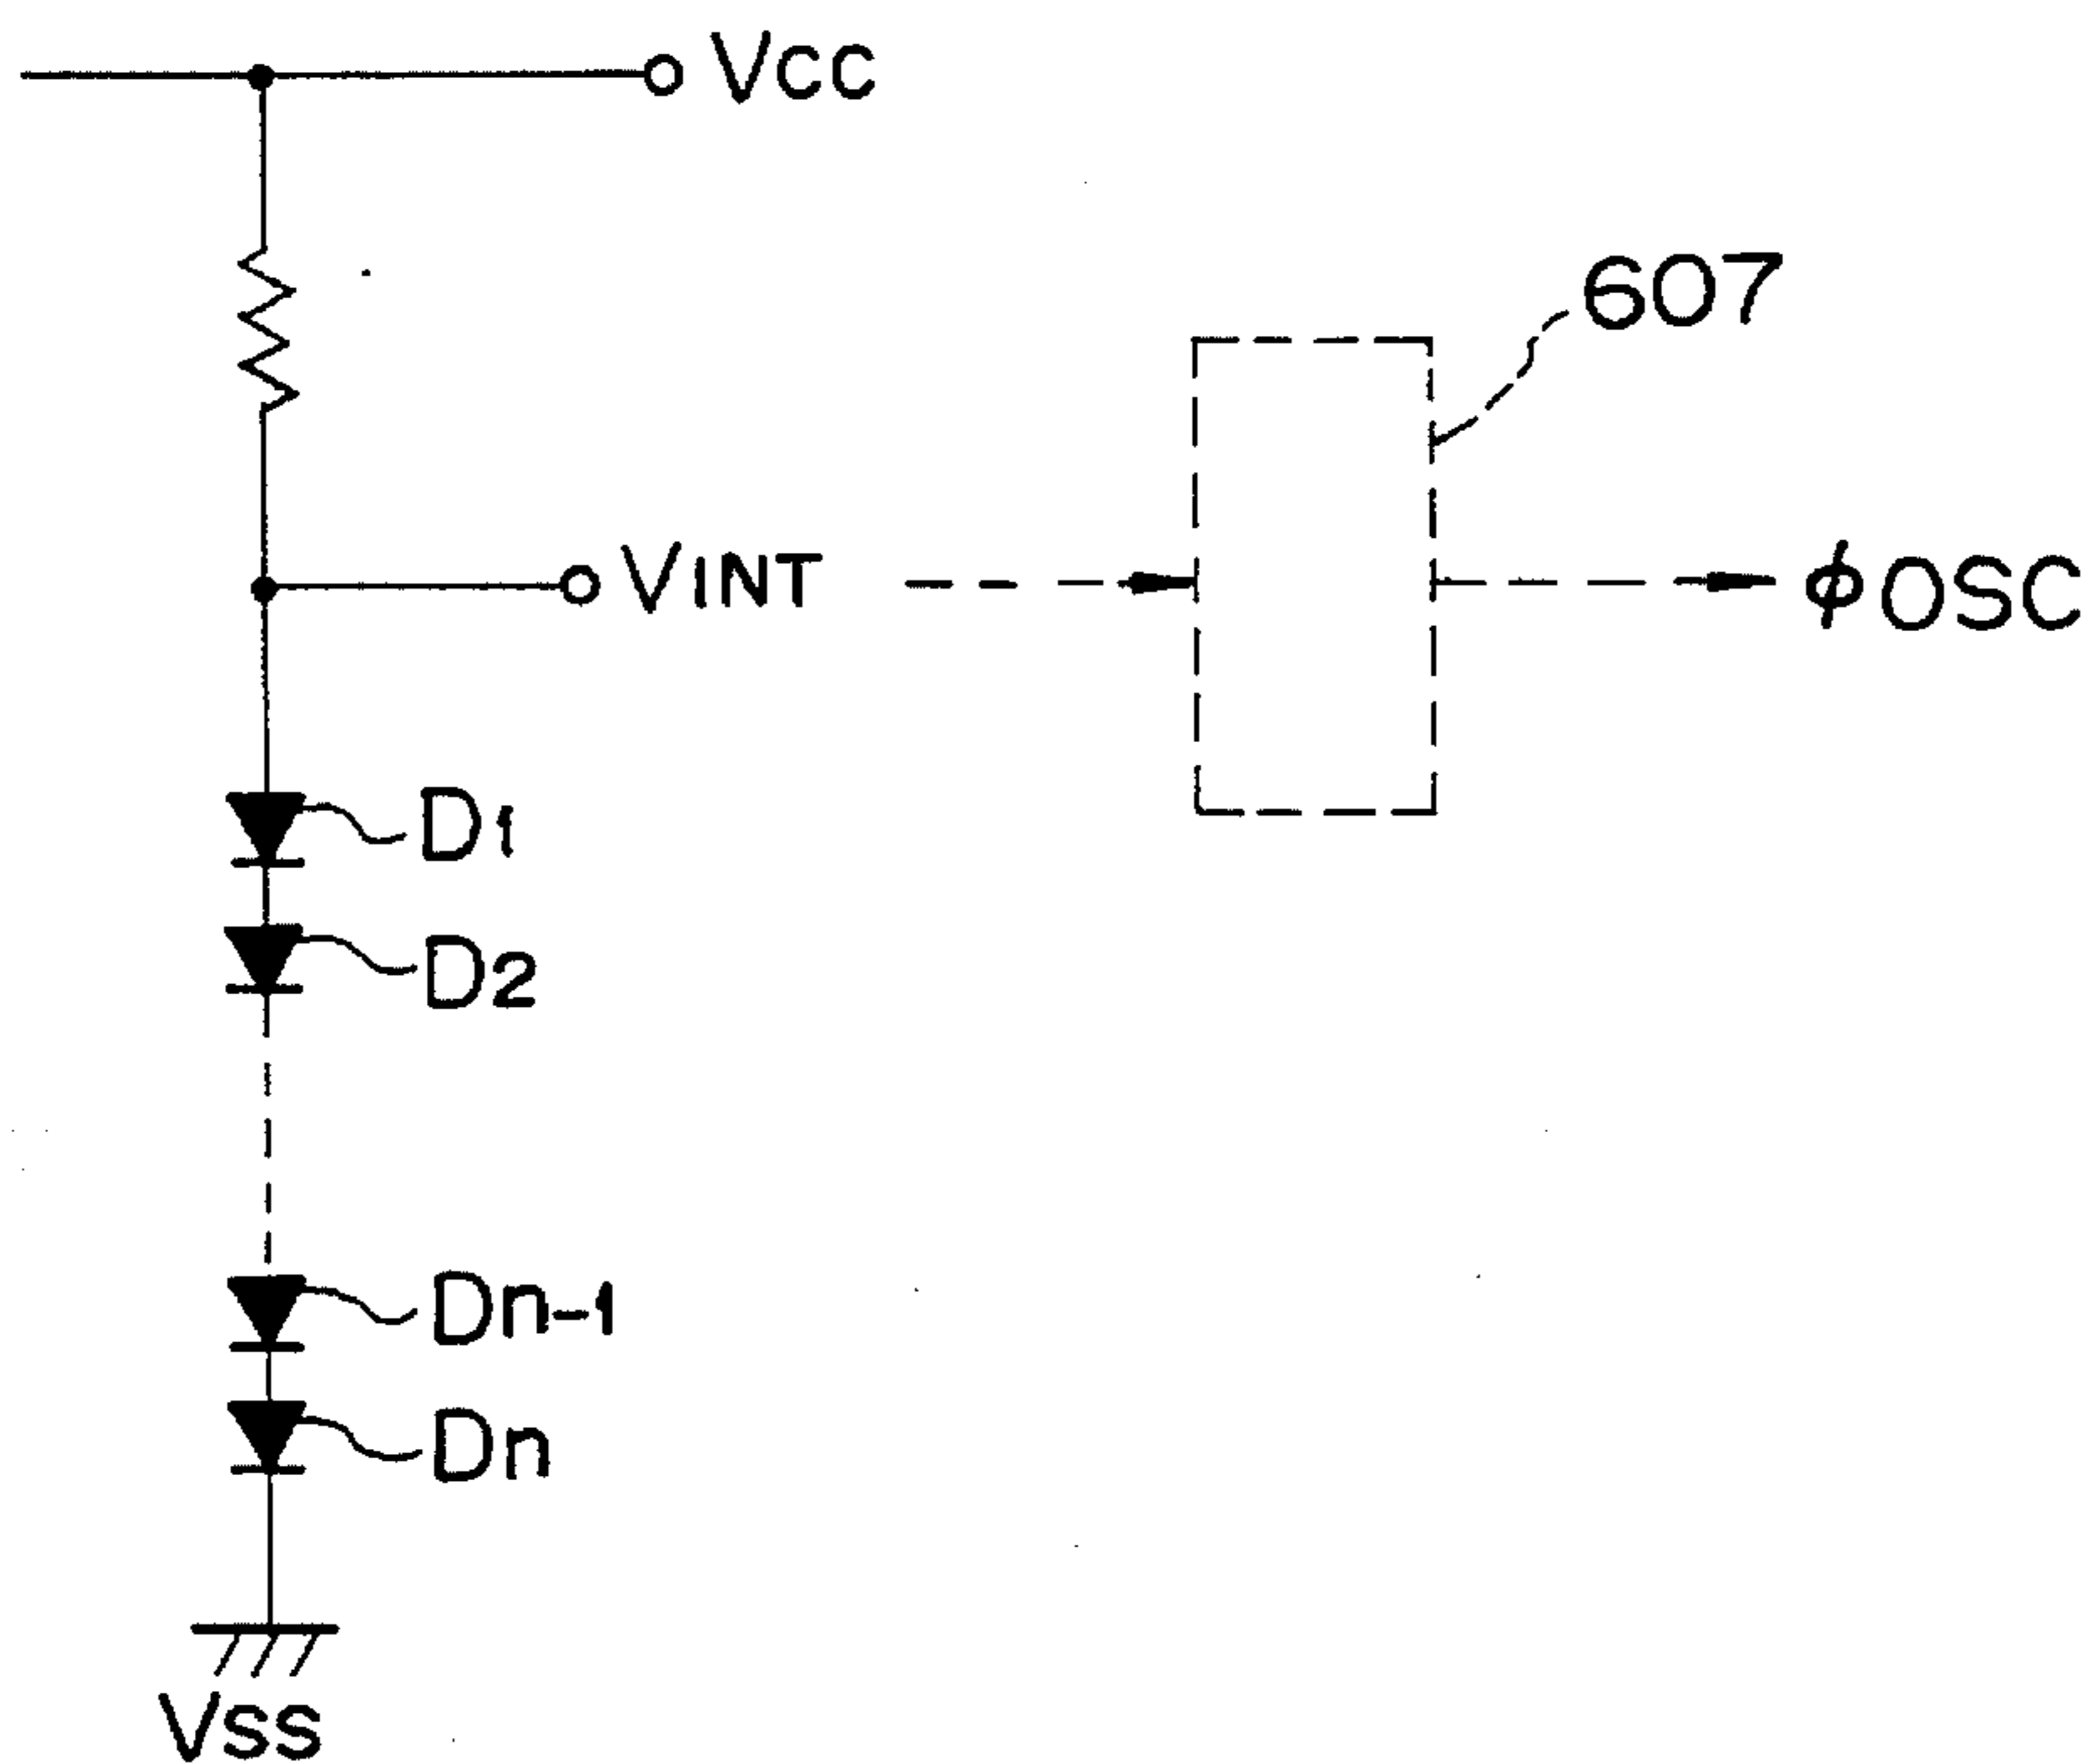 Vcc
607
VINT
ϕOSC
D1
D2
Dn-1
Dn
Vss